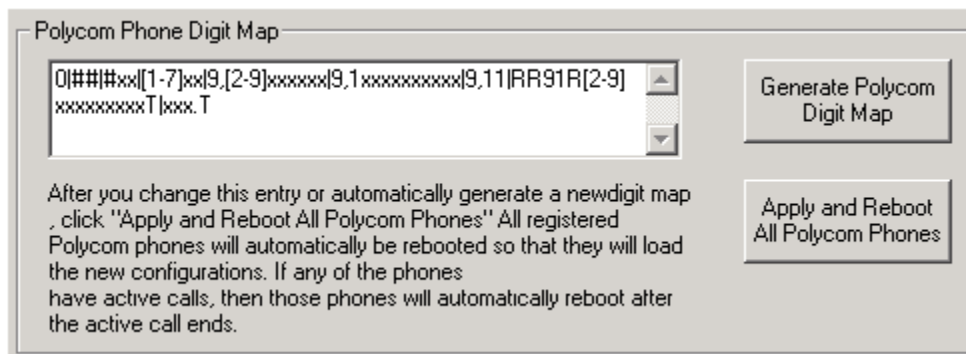 Polycom Phone Digit Map
0|##|#xx|[1-7]xx|9,[2-9]xxxxxx|9,1xxxxxxxxxx|9,11|RR91R[2-9]
xxxxxxxxxT|xxx.T
Generate Polycom
Digit Map
After you change this entry or automatically generate a newdigit map
, click "Apply and Reboot All Polycom Phones" All registered
Polycom phones will automatically be rebooted so that they will load
the new configurations. If any of the phones
have active calls, then those phones will automatically reboot after
the active call ends.
Apply and Reboot
All Polycom Phones